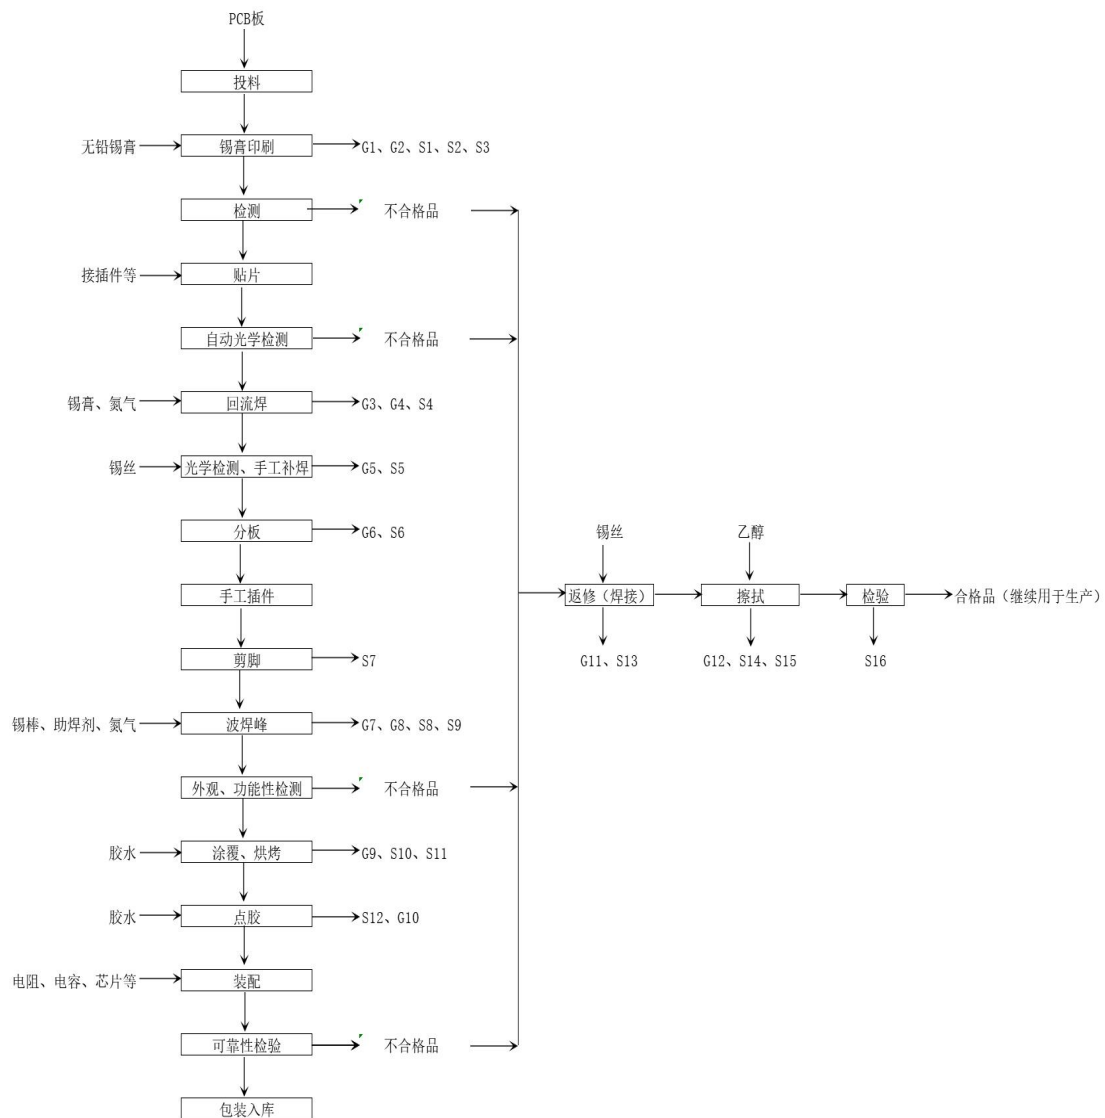 PCB板
投料
无铅锡膏
锡膏印刷
G1、G2、S1、S2、S3
检测
不合格品
接插件等
贴片
自动光学检测
不合格品
锡膏、氮气
回流焊
G3、G4、S4
锡丝
光学检测、手工补焊
G5、S5
分板
G6、S6
手工插件
剪脚
S7
锡棒、助焊剂、氮气
波焊峰
G7、G8、S8、S9
外观、功能性检测
不合格品
胶水
涂覆、烘烤
G9、S10、S11
胶水
点胶
S12、G10
电阻、电容、芯片等
装配
可靠性检验
不合格品
包装入库
锡丝
乙醇
返修（焊接）
擦拭
检验
合格品（继续用于生产）
G11、S13
G12、S14、S15
S16